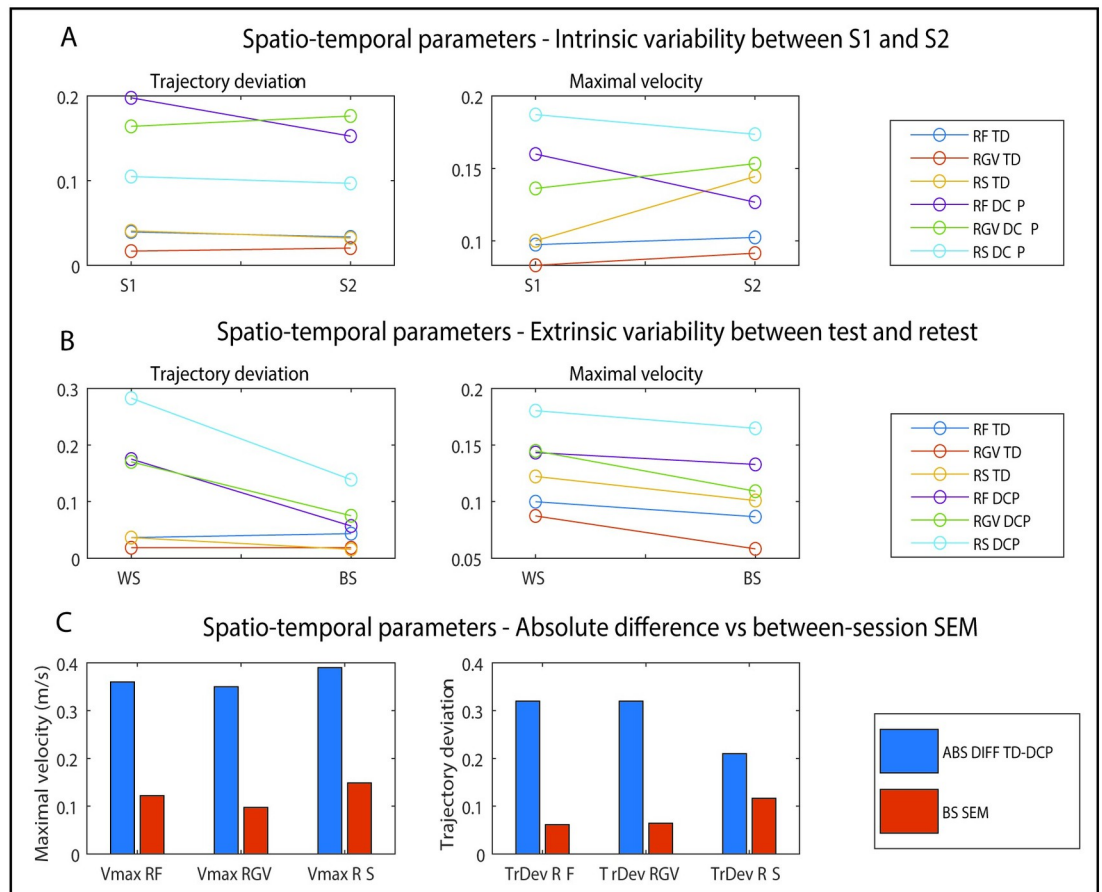 A
Spatio-temporal parameters - Intrinsic variability between S1 and S2
Trajectory deviation
0.2
0.1
0
S1
S2
Maximal velocity
0.2
0.15
0.1
S1
S2
RF TD
RGV TD
RS TD
RF DC P
RGV DC P
RS DC P
B
Spatio-temporal parameters - Extrinsic variability between test and retest
Trajectory deviation
0.3
0.2
0.1
0
WS
BS
Maximal velocity
0.2
0.15
0.1
0.05
WS
BS
RF TD
RGV TD
RS TD
RF DCP
RGV DCP
RS DCP
C
Spatio-temporal parameters - Absolute difference vs between-session SEM
Maximal velocity (m/s)
0.4
0.3
0.2
0.1
0
Vmax RF
Vmax RGV
Vmax R S
Trajectory deviation
0.4
0.3
0.2
0.1
0
TrDev R F
T rDev RGV
TrDev R S
ABS DIFF TD-DCP
BS SEM